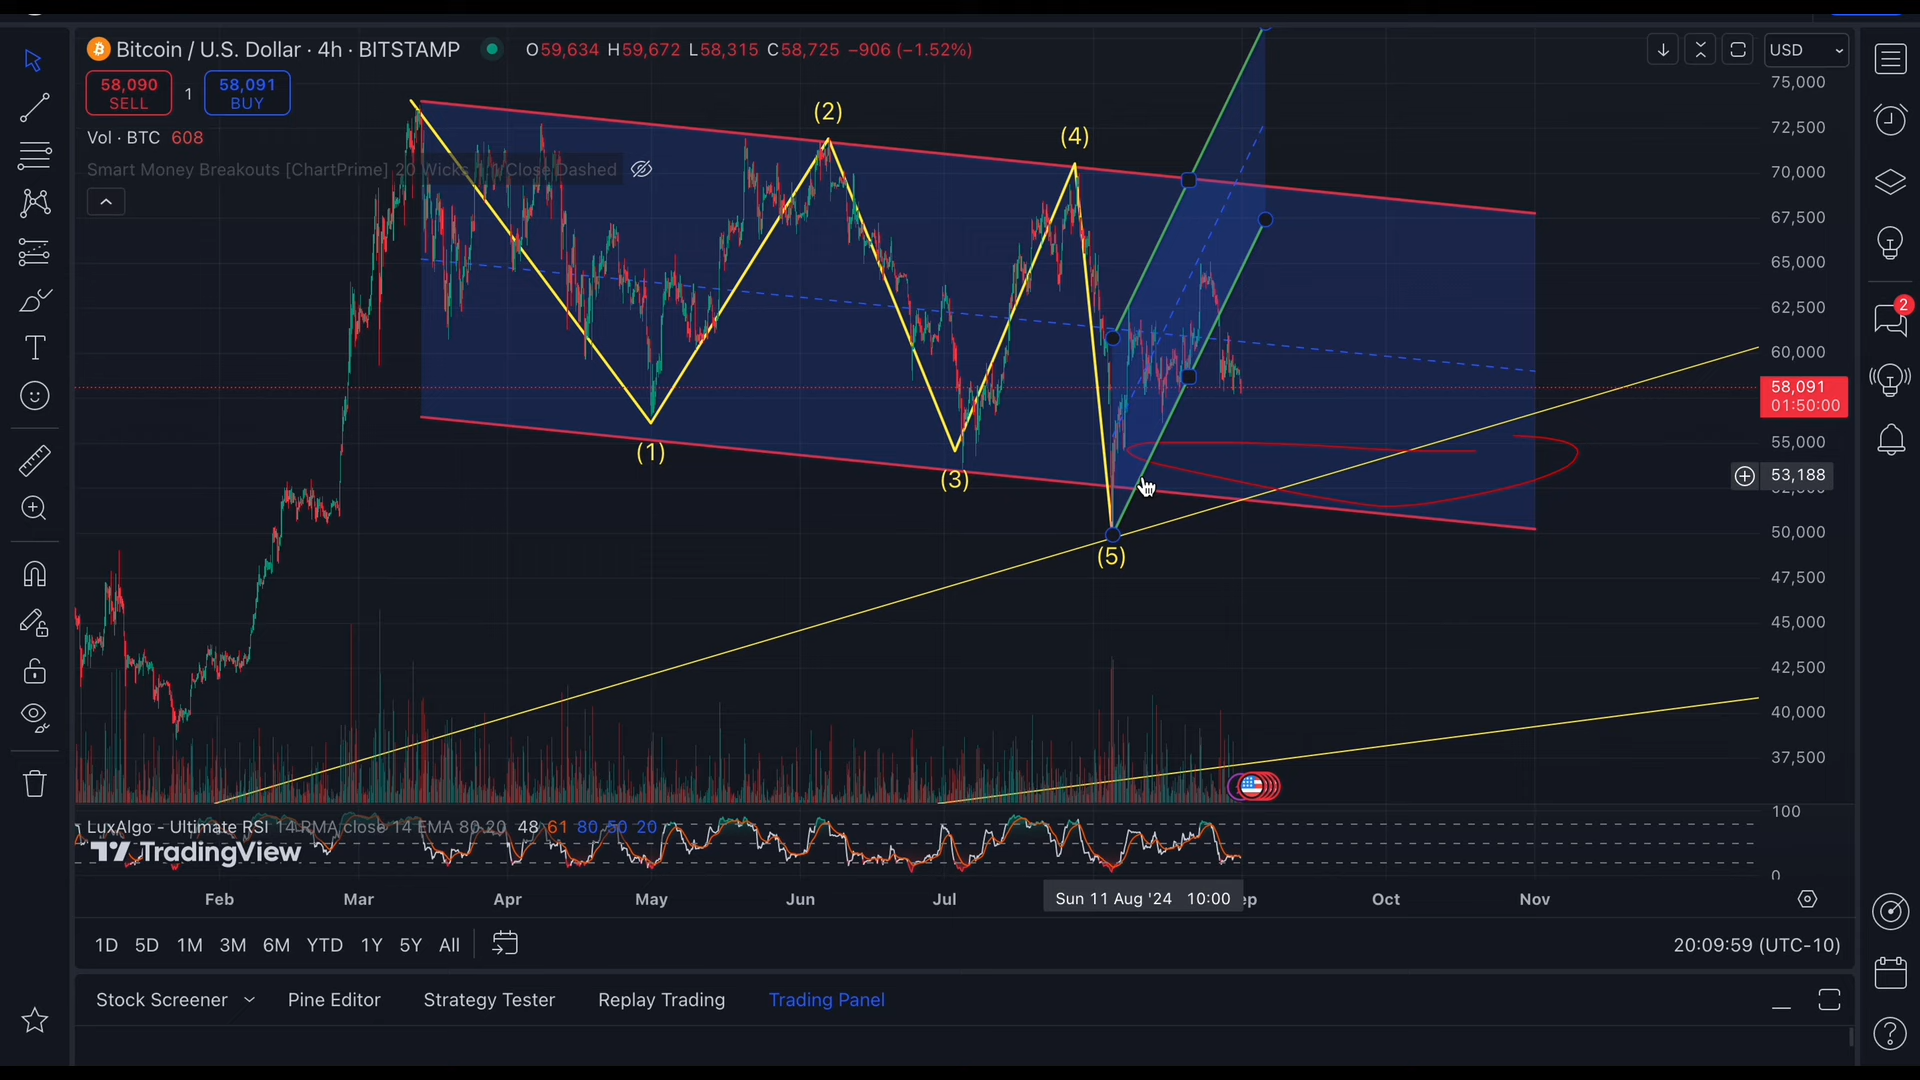 Bitcoin / U.S. Dollar · 4h · BITSTAMP O59,634 H59,672 L58,315 C58,725 −906 (−1.52%)
USD
58,090
SELL
1
58,091
BUY
Vol · BTC 608
Smart Money Breakouts [ChartPrime] 20 Wicks
Close Dashed
(1)
(2)
(3)
(4)
(5)
75,000
72,500
70,000
67,500
65,000
62,500
60,000
58,091
01:50:00
55,000
53,188
50,000
47,500
45,000
42,500
40,000
37,500
2
LuxAlgo - Ultimate RSI 14 RMA close 14 EMA 80 20 48 61 80 50 20
TradingView
100
0
Feb Mar Apr May Jun Jul Sun 11 Aug '24 10:00 ep Oct Nov
1D 5D 1M 3M 6M YTD 1Y 5Y All
20:09:59 (UTC-10)
Stock Screener Pine Editor Strategy Tester Replay Trading Trading Panel